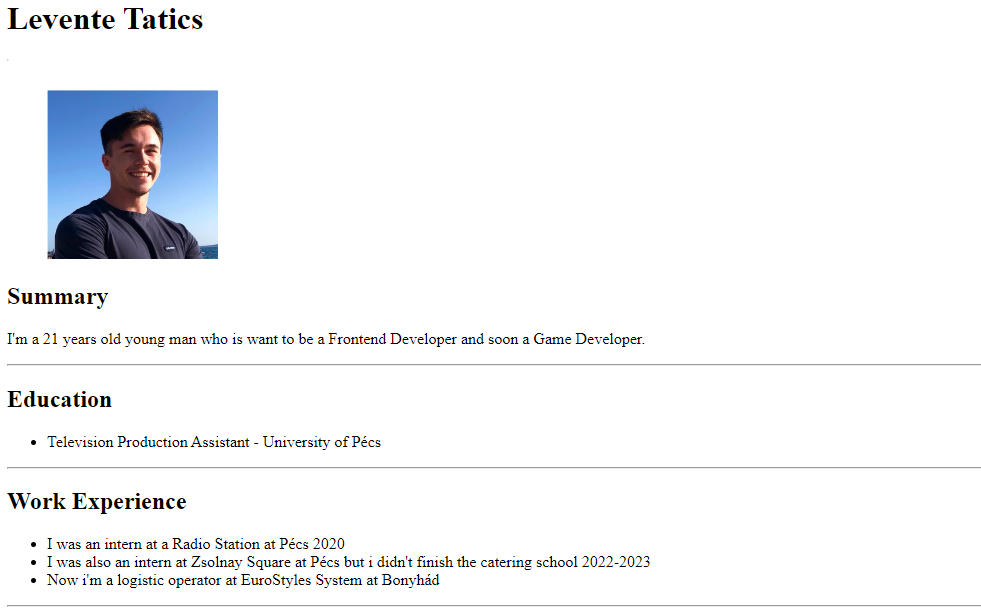 Levente Tatics
Summary
I'm a 21 years old young man who is want to be a Frontend Developer and soon a Game Developer.
Education
Television Production Assistant - University of Pécs
Work Experience
I was an intern at a Radio Station at Pécs 2020
I was also an intern at Zsolnay Square at Pécs but i didn't finish the catering school 2022-2023
Now i'm a logistic operator at EuroStyles System at Bonyhád